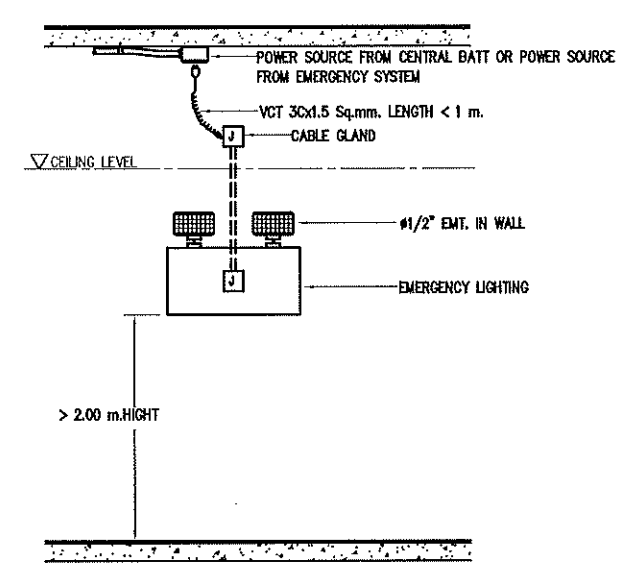 POWER SOURCE FROM CENTRAL BATT OR POWER SOURCE
FROM EMERGENCY SYSTEM
VCT 3Cx1.5 Sq.mm. LENGTH < 1 m.
J
CABLE GLAND
CEILING LEVEL
ø1/2" EMT. IN WALL
J
EMERGENCY LIGHTING
> 2.00 m.HIGHT